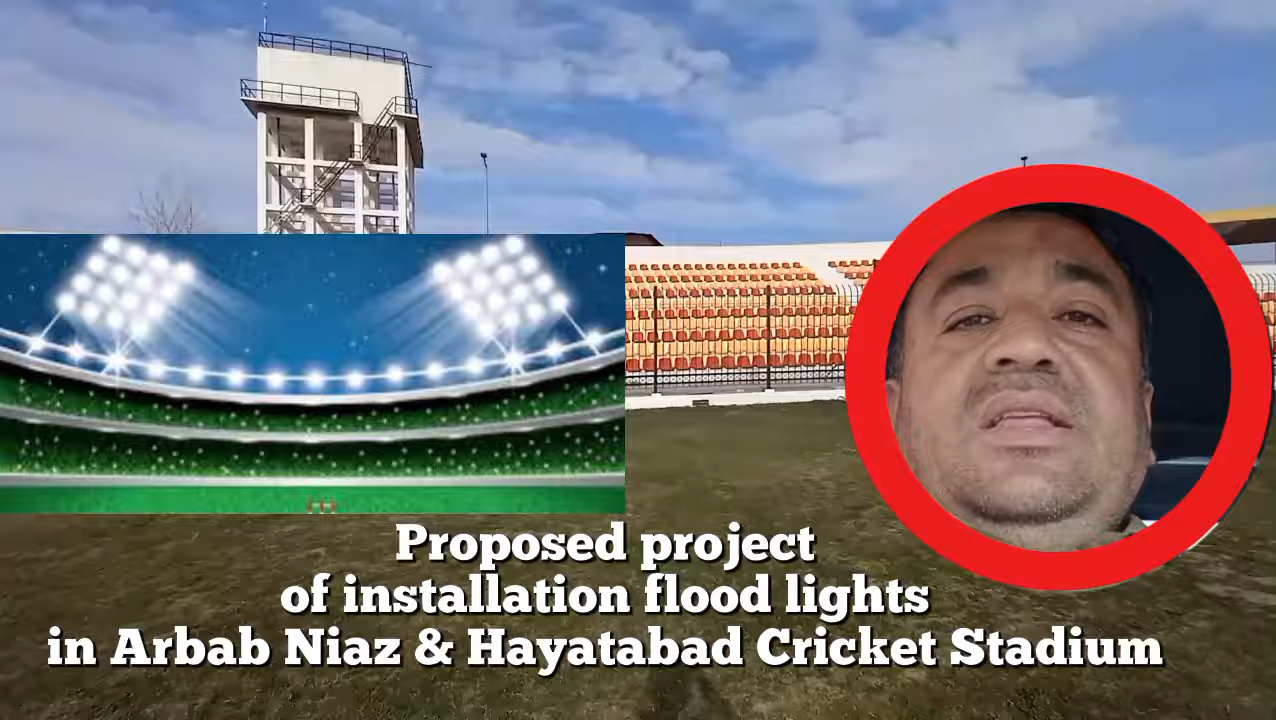 Proposed project
of installation flood lights
in Arbab Niaz & Hayatabad Cricket Stadium